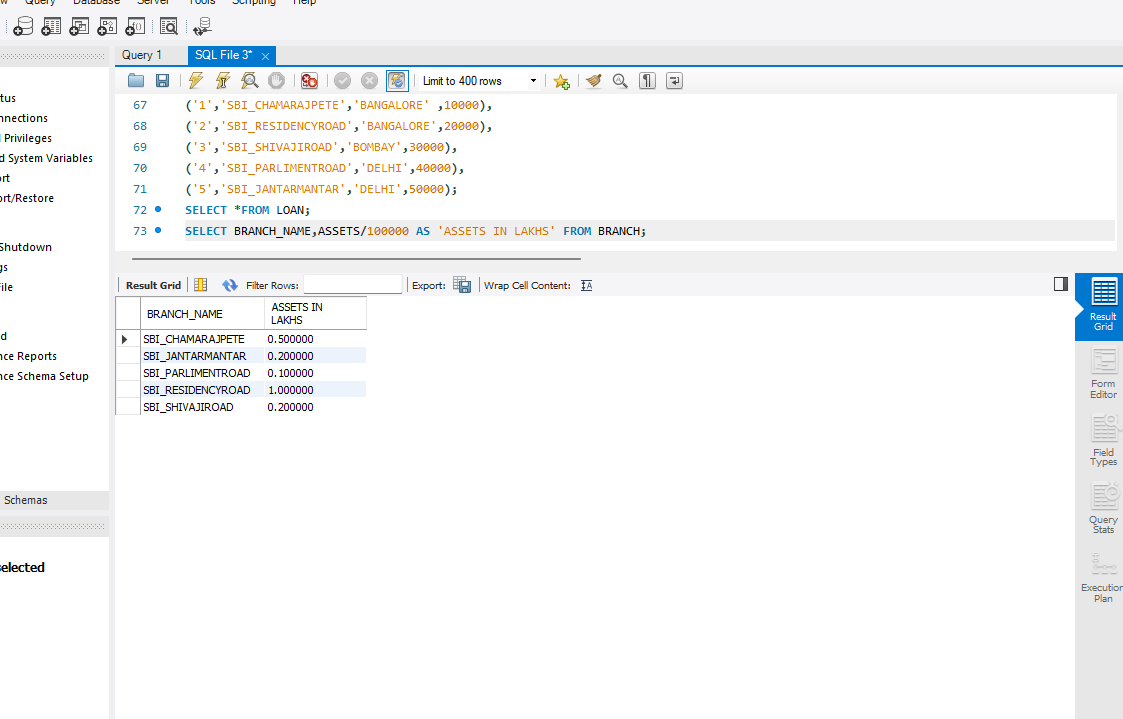 Query Database Server Tools Scripting Help
Query 1 SQL File 3*
Limit to 400 rows
67 ('1','SBI_CHAMARAJPETE','BANGALORE' ,10000),
68 ('2','SBI_RESIDENCYROAD','BANGALORE',20000),
69 ('3','SBI_SHIVAJIROAD','BOMBAY',30000),
70 ('4','SBI_PARLIMENTROAD','DELHI',40000),
71 ('5','SBI_JANTARMANTAR','DELHI',50000);
72 SELECT *FROM LOAN;
73 SELECT BRANCH_NAME,ASSETS/100000 AS 'ASSETS IN LAKHS' FROM BRANCH;
tus
nnections
Privileges
d System Variables
ort
ort/Restore
Shutdown
gs
File
d
nce Reports
nce Schema Setup
Schemas
selected
Result Grid Filter Rows: Export: Wrap Cell Content:
BRANCH_NAME ASSETS IN
LAKHS
SBI_CHAMARAJPETE 0.500000
SBI_JANTARMANTAR 0.200000
SBI_PARLIMENTROAD 0.100000
SBI_RESIDENCYROAD 1.000000
SBI_SHIVAJIROAD 0.200000
Result
Grid
Form
Editor
Field
Types
Query
Stats
Execution
Plan